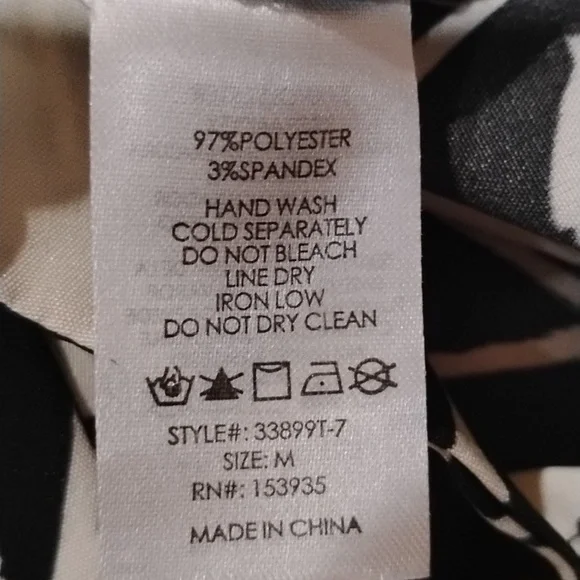 97%POLYESTER
3%SPANDEX
HAND WASH
COLD SEPARATELY
DO NOT BLEACH
LINE DRY
IRON LOW
DO NOT DRY CLEAN
STYLE#: 33899T-7
SIZE: M
RN#: 153935
MADE IN CHINA